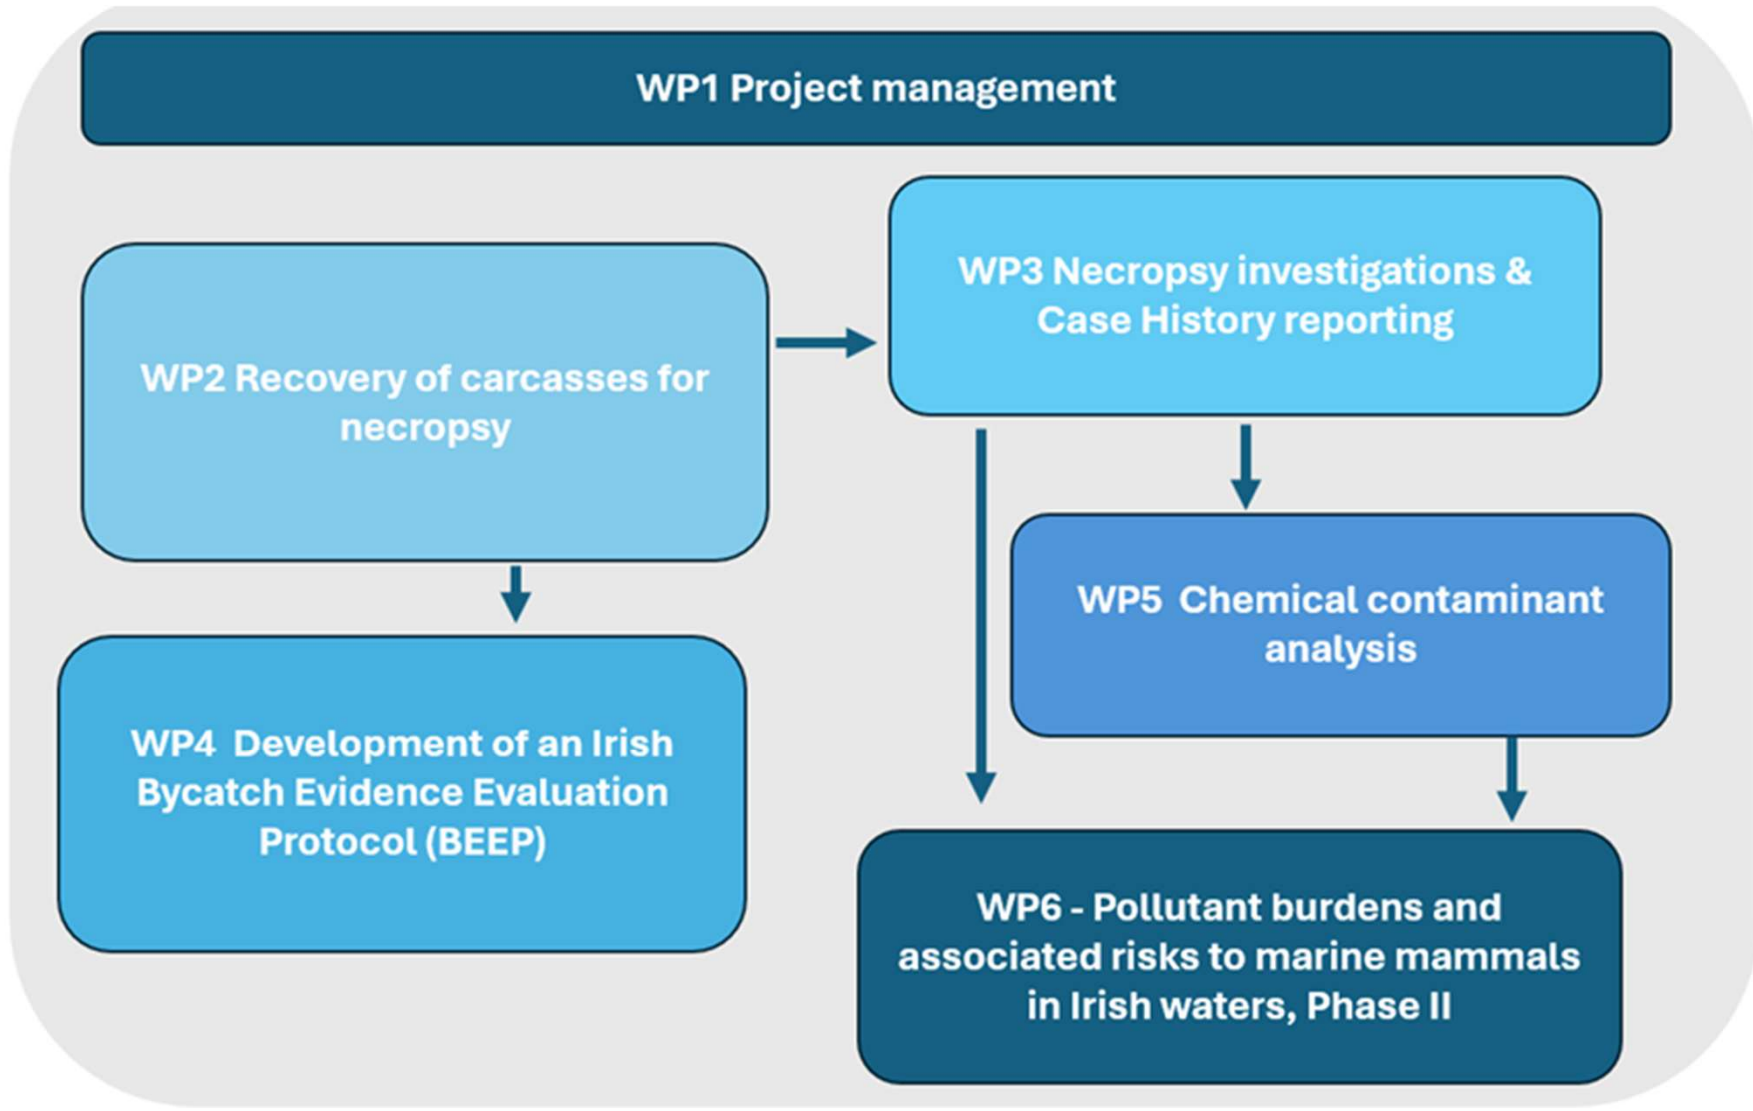 WP1 Project management
WP2 Recovery of carcasses for
necropsy
WP3 Necropsy investigations &
Case History reporting
WP4  Development of an Irish
Bycatch Evidence Evaluation
Protocol (BEEP)
WP5  Chemical contaminant
analysis
WP6 - Pollutant burdens and
associated risks to marine mammals
in Irish waters, Phase II